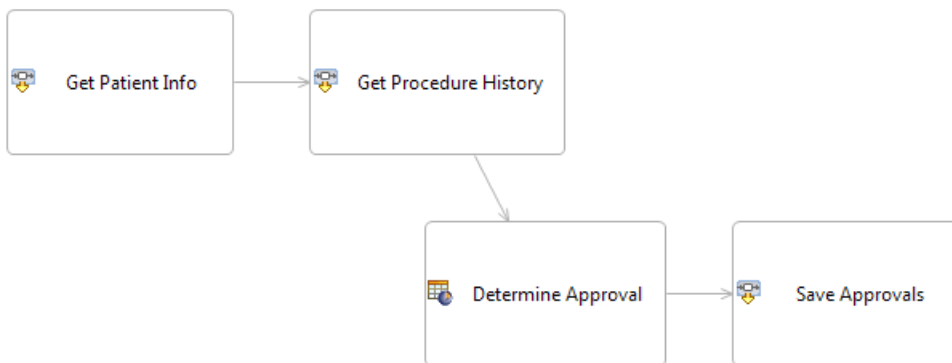 Get Patient Info
Get Procedure History
Determine Approval
Save Approvals